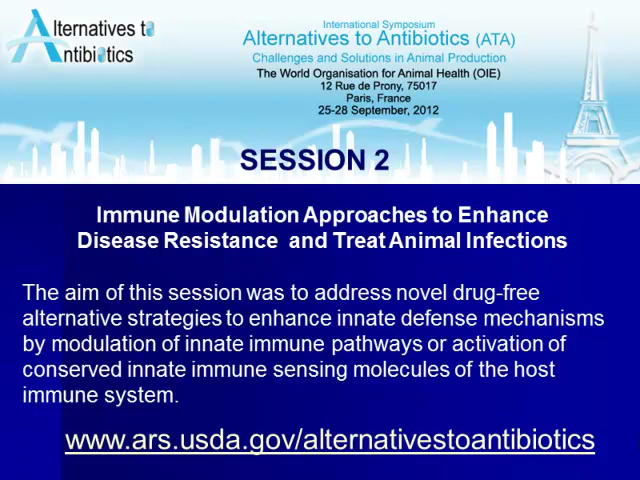 Alternatives to
Antibiotics
International Symposium
Alternatives to Antibiotics (ATA)
Challenges and Solutions in Animal Production
The World Organisation for Animal Health (OIE)
12 Rue de Prony, 75017
Paris, France
25-28 September, 2012
SESSION 2
Immune Modulation Approaches to Enhance
Disease Resistance and Treat Animal Infections
The aim of this session was to address novel drug-free
alternative strategies to enhance innate defense mechanisms
by modulation of innate immune pathways or activation of
conserved innate immune sensing molecules of the host
immune system.
www.ars.usda.gov/alternativestoantibiotics